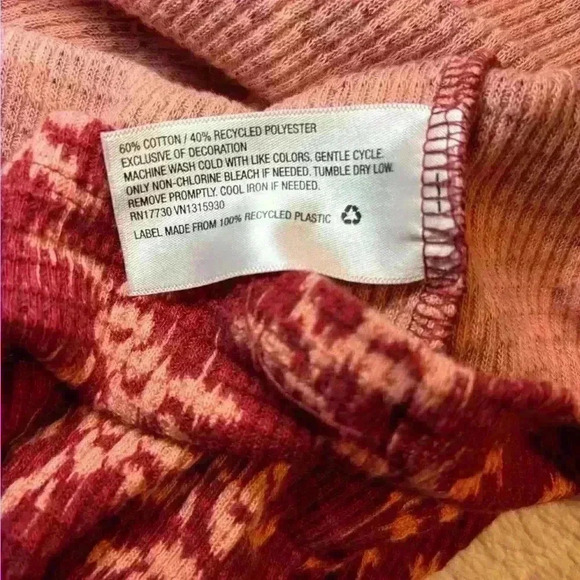 60% COTTON / 40% RECYCLED POLYESTER
EXCLUSIVE OF DECORATION
MACHINE WASH COLD WITH LIKE COLORS. GENTLE CYCLE.
ONLY NON-CHLORINE BLEACH IF NEEDED. TUMBLE DRY LOW.
REMOVE PROMPTLY. COOL IRON IF NEEDED.
RN17730 VN1315930
LABEL MADE FROM 100% RECYCLED PLASTIC